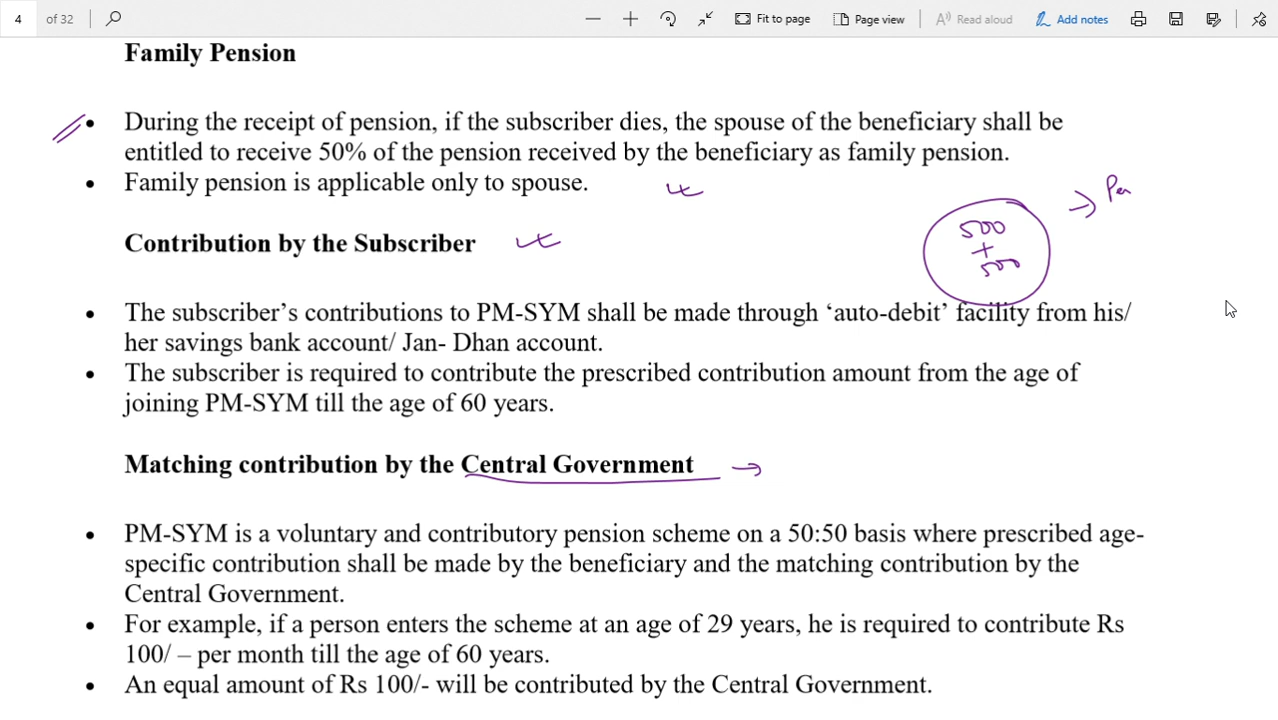 4 of 32 Fit to page Page view Read aloud Add notes
Family Pension
• During the receipt of pension, if the subscriber dies, the spouse of the beneficiary shall be
entitled to receive 50% of the pension received by the beneficiary as family pension.
• Family pension is applicable only to spouse.
Pen
500
+
500
Contribution by the Subscriber
• The subscriber’s contributions to PM-SYM shall be made through ‘auto-debit’ facility from his/
her savings bank account/ Jan- Dhan account.
• The subscriber is required to contribute the prescribed contribution amount from the age of
joining PM-SYM till the age of 60 years.
Matching contribution by the Central Government
• PM-SYM is a voluntary and contributory pension scheme on a 50:50 basis where prescribed age-
specific contribution shall be made by the beneficiary and the matching contribution by the
Central Government.
• For example, if a person enters the scheme at an age of 29 years, he is required to contribute Rs
100/ – per month till the age of 60 years.
• An equal amount of Rs 100/- will be contributed by the Central Government.